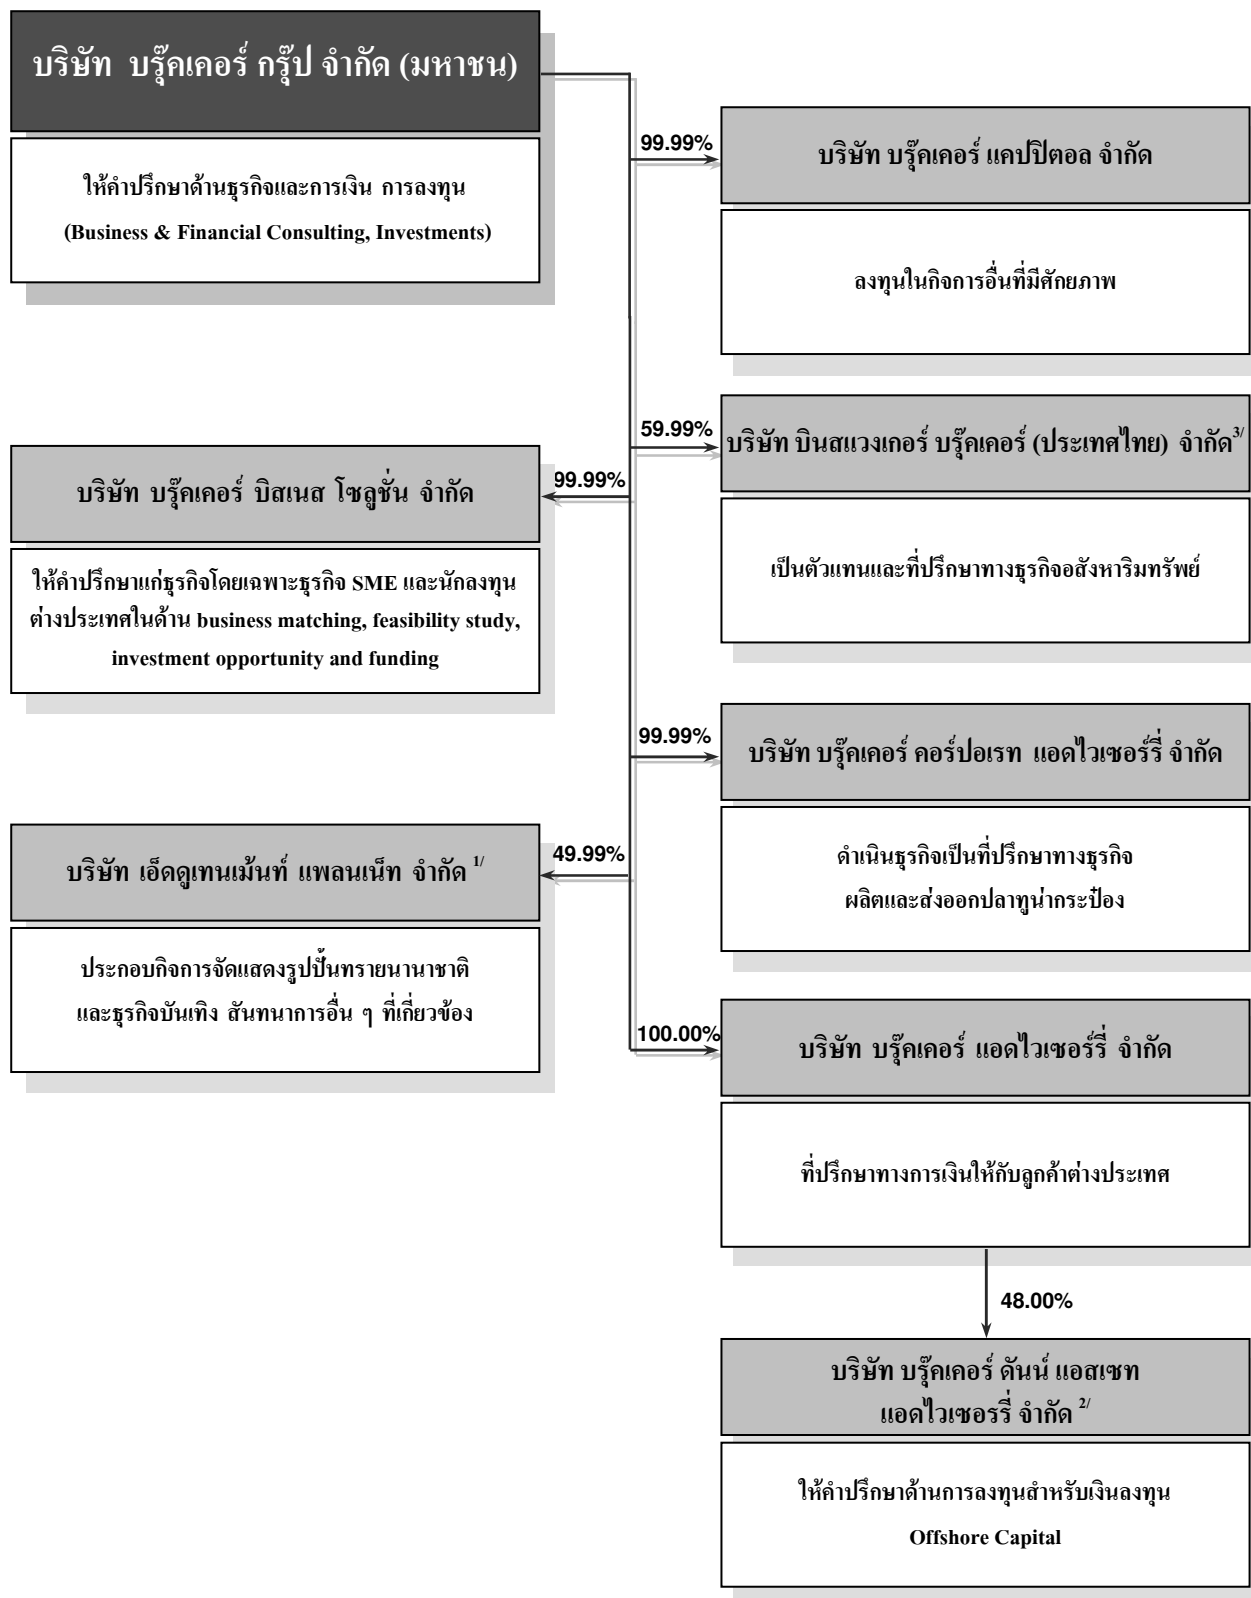 บริษัท บรุ๊คเคอร์ กรุ๊ป จำกัด (มหาชน)
ให้คำปรึกษาด้านธุรกิจและการเงิน การลงทุน
(Business & Financial Consulting, Investments)
99.99%
บริษัท บรุ๊คเคอร์ แคปปิตอล จำกัด
ลงทุนในกิจการอื่นที่มีศักยภาพ
59.99%
บริษัท บินสแวงเกอร์ บรุ๊คเคอร์ (ประเทศไทย) จำกัด 3/
เป็นตัวแทนและที่ปรึกษาทางธุรกิจอสังหาริมทรัพย์
99.99%
บริษัท บรุ๊คเคอร์ บิสเนส โซลูชั่น จำกัด
ให้คำปรึกษาแก่ธุรกิจโดยเฉพาะธุรกิจ SME และนักลงทุน
ต่างประเทศในด้าน business matching, feasibility study,
investment opportunity and funding
99.99%
บริษัท บรุ๊คเคอร์ คอร์ปอเรท แอดไวเซอร์รี่ จำกัด
ดำเนินธุรกิจเป็นที่ปรึกษาทางธุรกิจ
ผลิตและส่งออกปลาทูน่ากระป๋อง
49.99%
บริษัท เอ็ดดูเทนเม้นท์ แพลนเน็ท จำกัด 1/
ประกอบกิจการจัดแสดงรูปปั้นทรายนานาชาติ
และธุรกิจบันเทิง สันทนาการอื่น ๆ ที่เกี่ยวข้อง
100.00%
บริษัท บรุ๊คเคอร์ แอดไวเซอร์รี่ จำกัด
ที่ปรึกษาทางการเงินให้กับลูกค้าต่างประเทศ
48.00%
บริษัท บรุ๊คเคอร์ ดันน์ แอสเซท
แอดไวเซอรรี่ จำกัด 2/
ให้คำปรึกษาด้านการลงทุนสำหรับเงินลงทุน
Offshore Capital